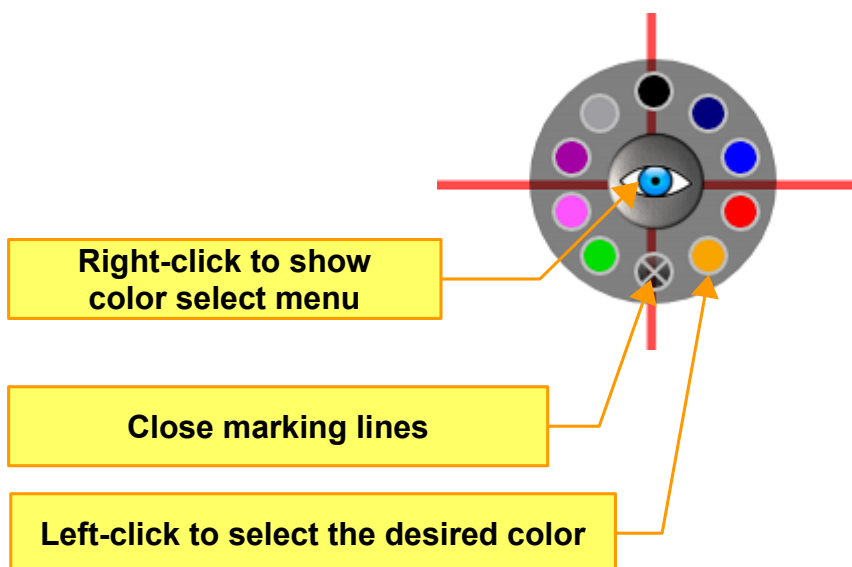 Right-click to show
color select menu
Close marking lines
Left-click to select the desired color